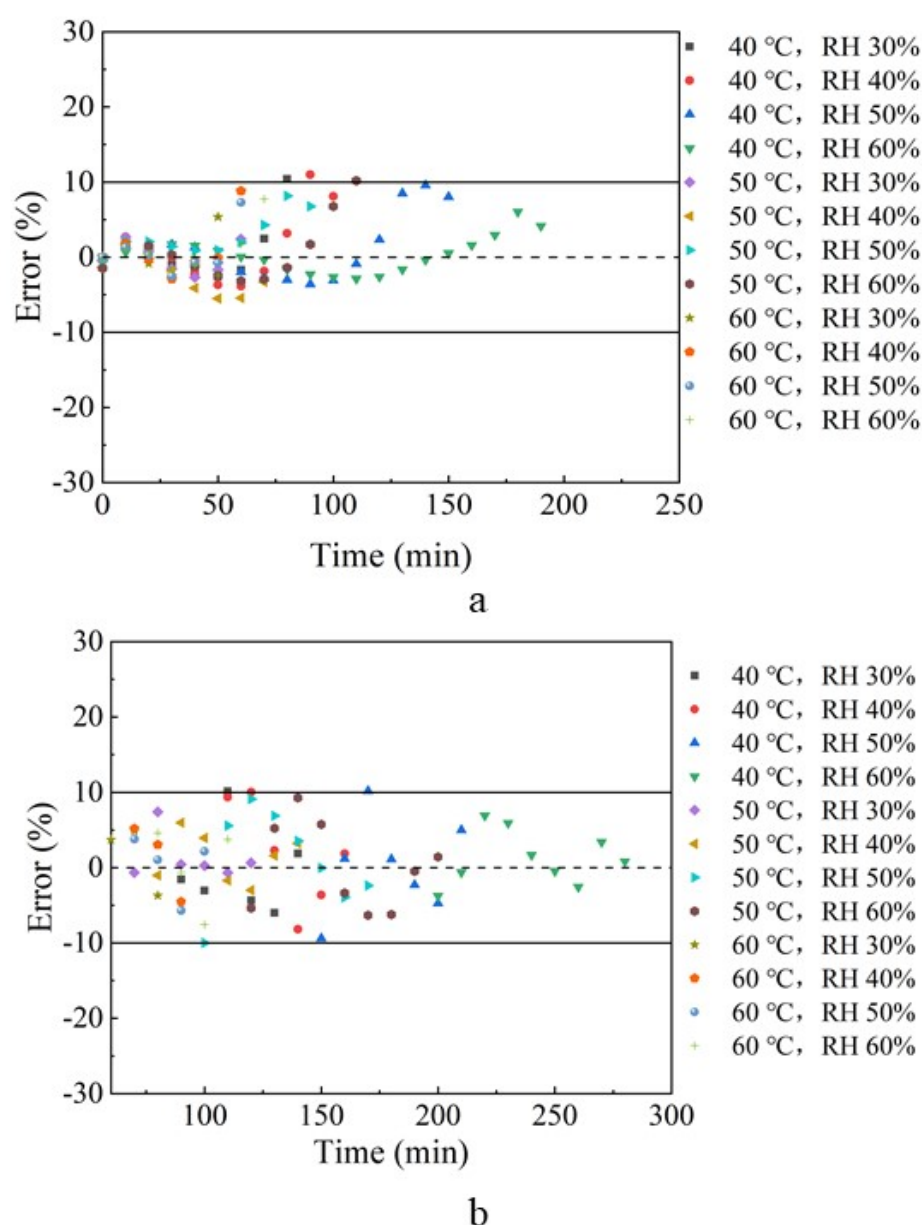 30
20
10
0
-10
-20
-30
0
50
100
150
200
250
Error (%)
Time (min)
40 ℃，RH 30%
40 ℃，RH 40%
40 ℃，RH 50%
40 ℃，RH 60%
50 ℃，RH 30%
50 ℃，RH 40%
50 ℃，RH 50%
50 ℃，RH 60%
60 ℃，RH 30%
60 ℃，RH 40%
60 ℃，RH 50%
60 ℃，RH 60%
a
30
20
10
0
-10
-20
-30
100
150
200
250
300
Error (%)
Time (min)
40 ℃，RH 30%
40 ℃，RH 40%
40 ℃，RH 50%
40 ℃，RH 60%
50 ℃，RH 30%
50 ℃，RH 40%
50 ℃，RH 50%
50 ℃，RH 60%
60 ℃，RH 30%
60 ℃，RH 40%
60 ℃，RH 50%
60 ℃，RH 60%
b